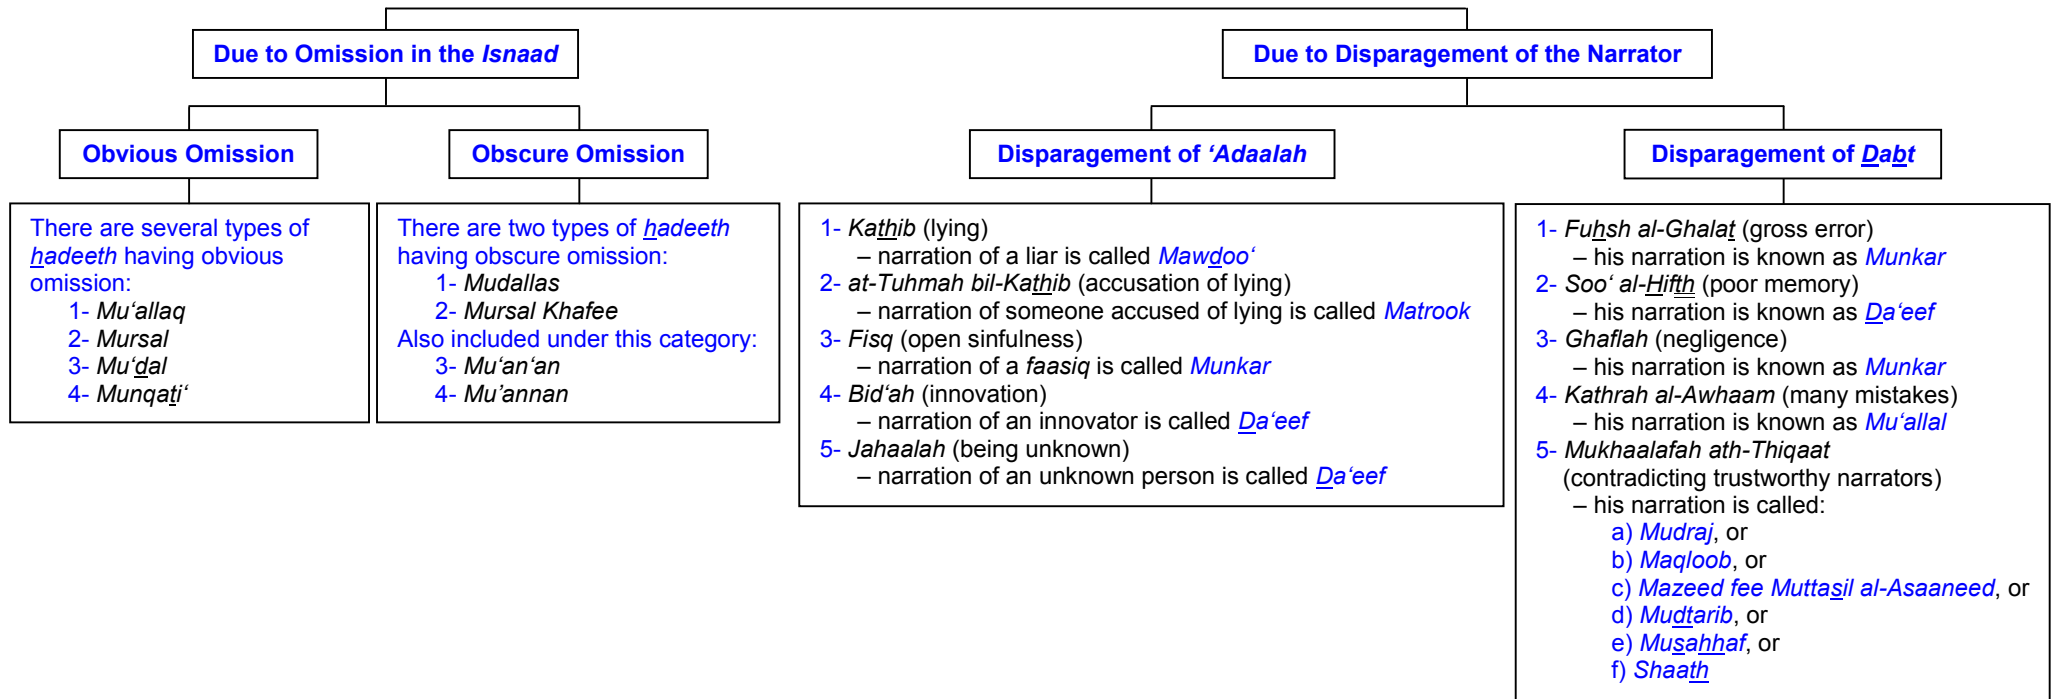 Due to Omission in the Isnaad
Due to Disparagement of the Narrator
Obvious Omission
Obscure Omission
Disparagement of ‘Adaalah
Disparagement of Dabt
There are several types of
hadeeth having obvious
omission:
1- Mu‘allaq
2- Mursal
3- Mu‘dal
4- Munqati‘
There are two types of hadeeth
having obscure omission:
1- Mudallas
2- Mursal Khafee
Also included under this category:
3- Mu‘an‘an
4- Mu’annan
1- Kathib (lying)
– narration of a liar is called Mawdoo‘
2- at-Tuhmah bil-Kathib (accusation of lying)
– narration of someone accused of lying is called Matrook
3- Fisq (open sinfulness)
– narration of a faasiq is called Munkar
4- Bid‘ah (innovation)
– narration of an innovator is called Da‘eef
5- Jahaalah (being unknown)
– narration of an unknown person is called Da‘eef
1- Fuhsh al-Ghalat (gross error)
– his narration is known as Munkar
2- Soo‘ al-Hifth (poor memory)
– his narration is known as Da‘eef
3- Ghaflah (negligence)
– his narration is known as Munkar
4- Kathrah al-Awhaam (many mistakes)
– his narration is known as Mu‘allal
5- Mukhaalafah ath-Thiqaat
(contradicting trustworthy narrators)
– his narration is called:
a) Mudraj, or
b) Maqloob, or
c) Mazeed fee Muttasil al-Asaaneed, or
d) Mudtarib, or
e) Musahhaf, or
f) Shaath